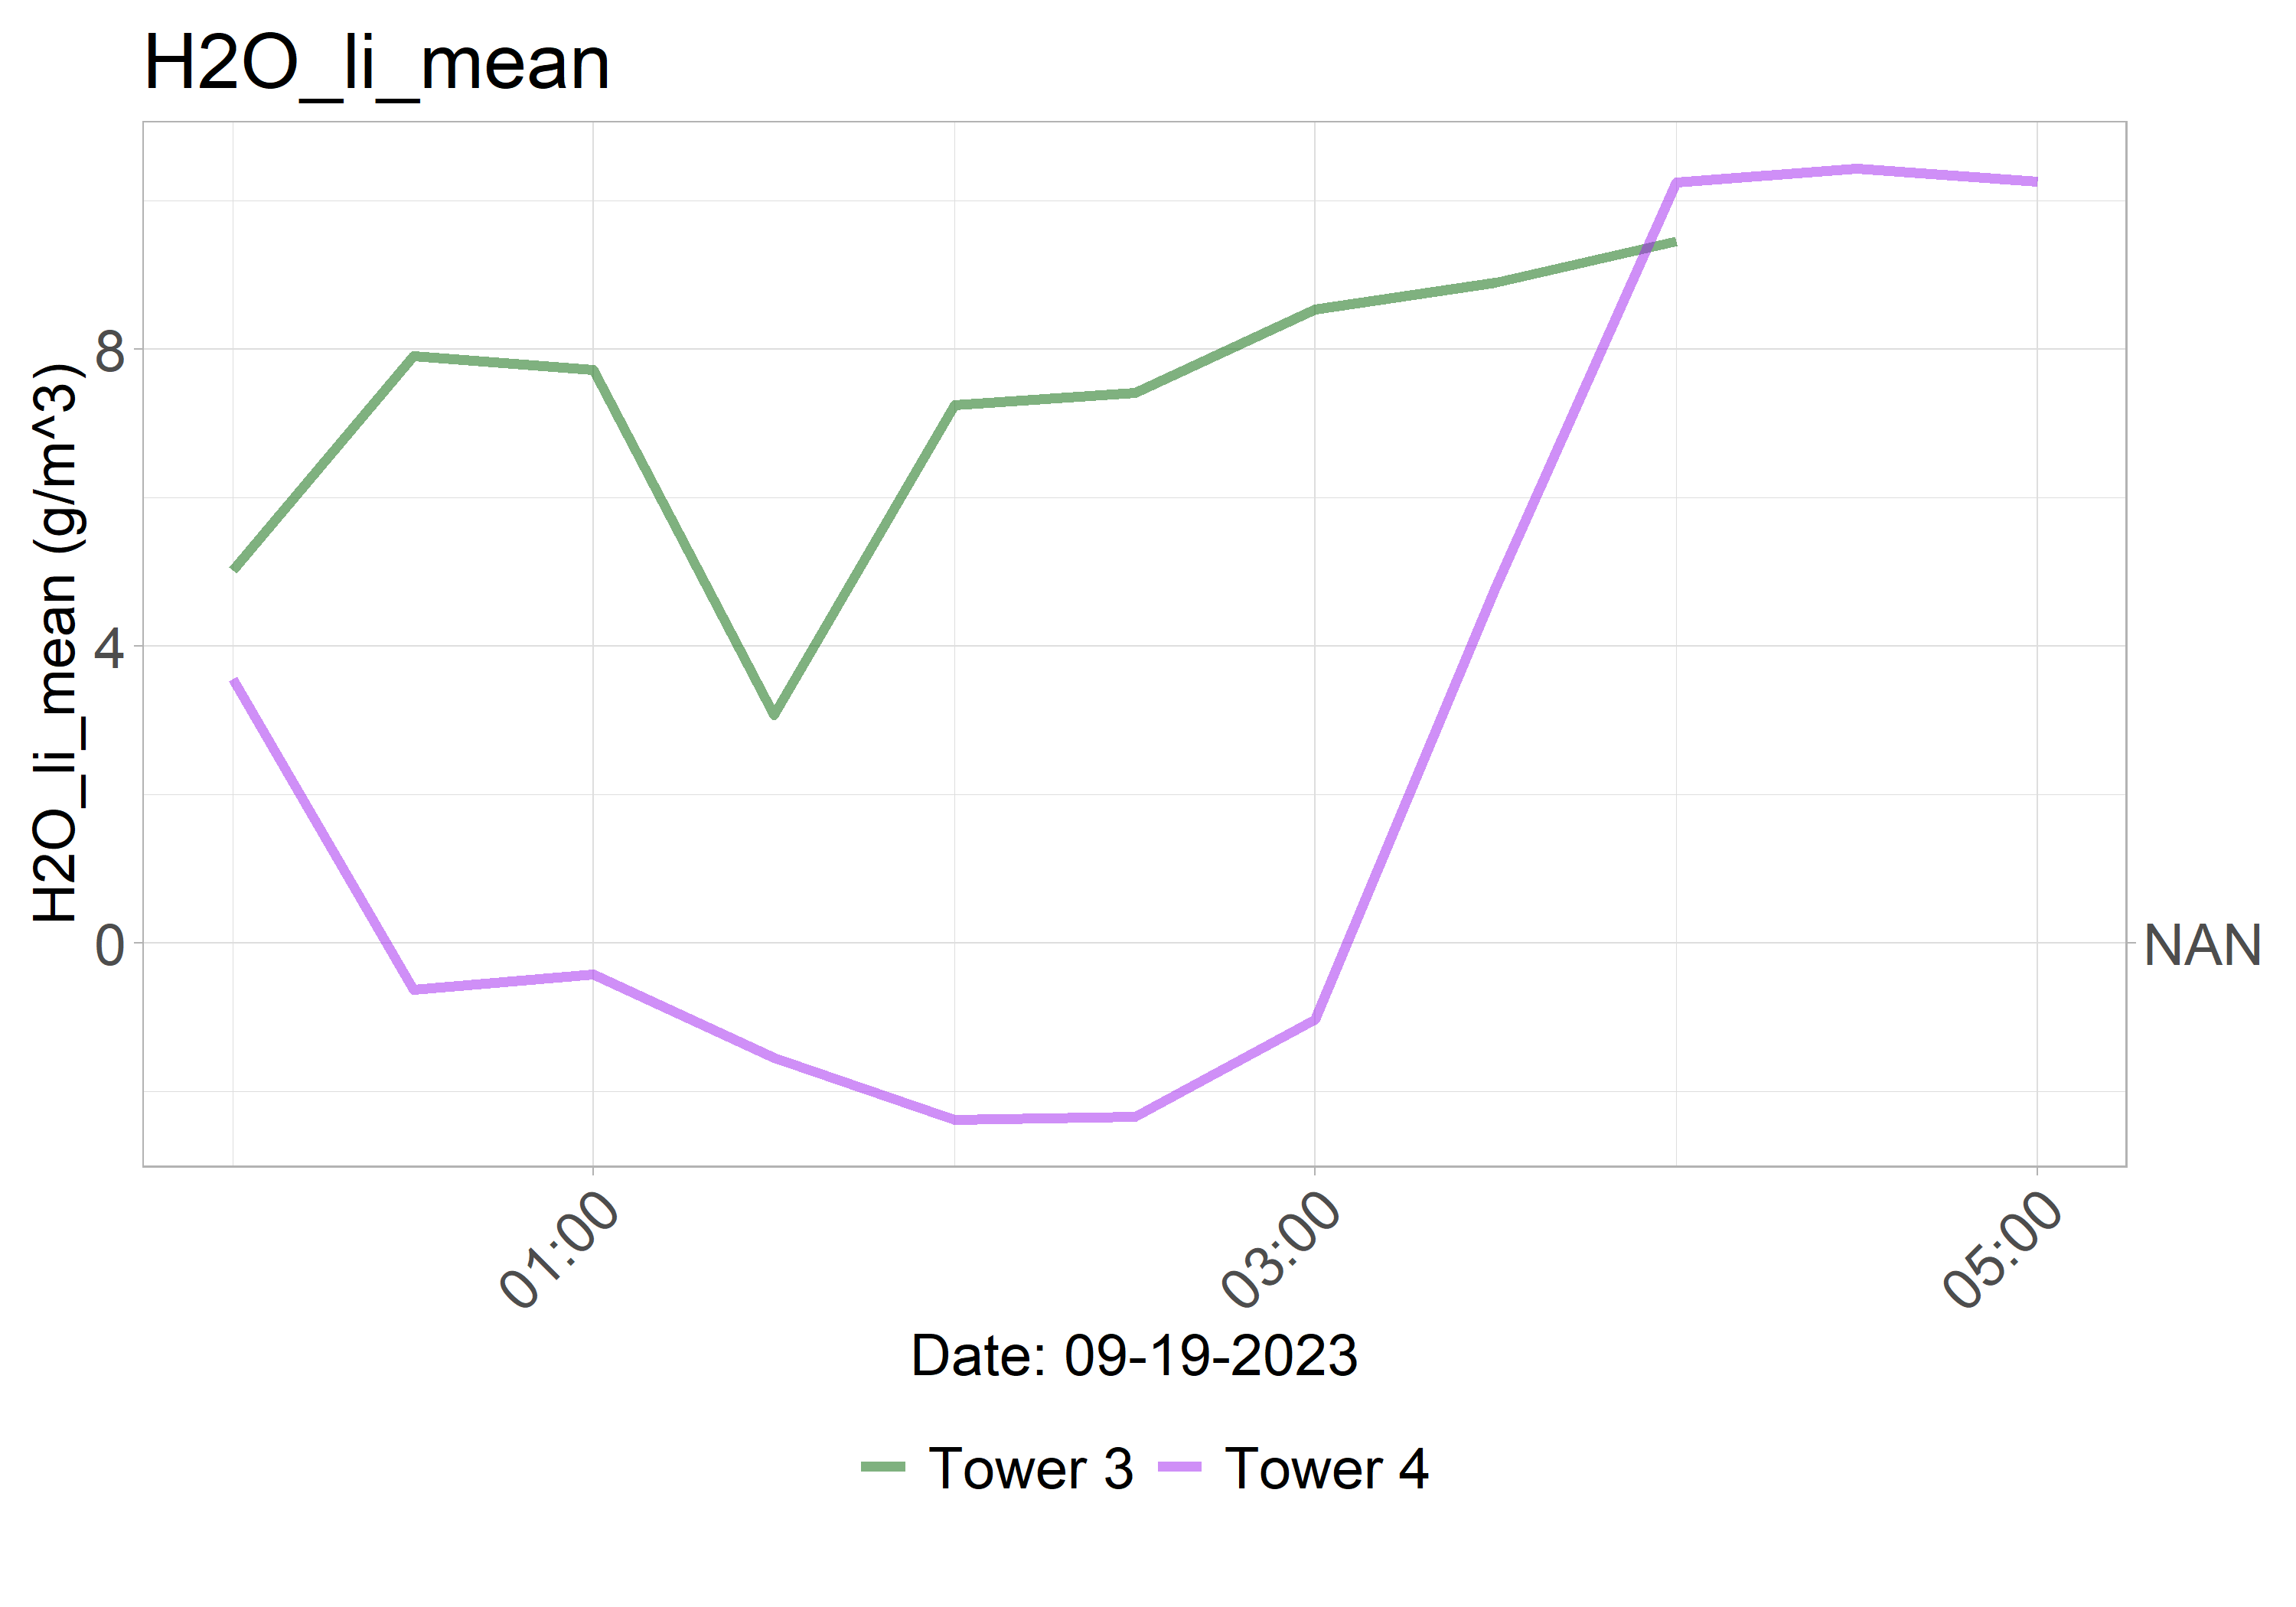 H2O_li_mean
H2O_li_mean (g/m^3)
8
4
0
NAN
01:00
03:00
05:00
Date: 09-19-2023
Tower 3
Tower 4